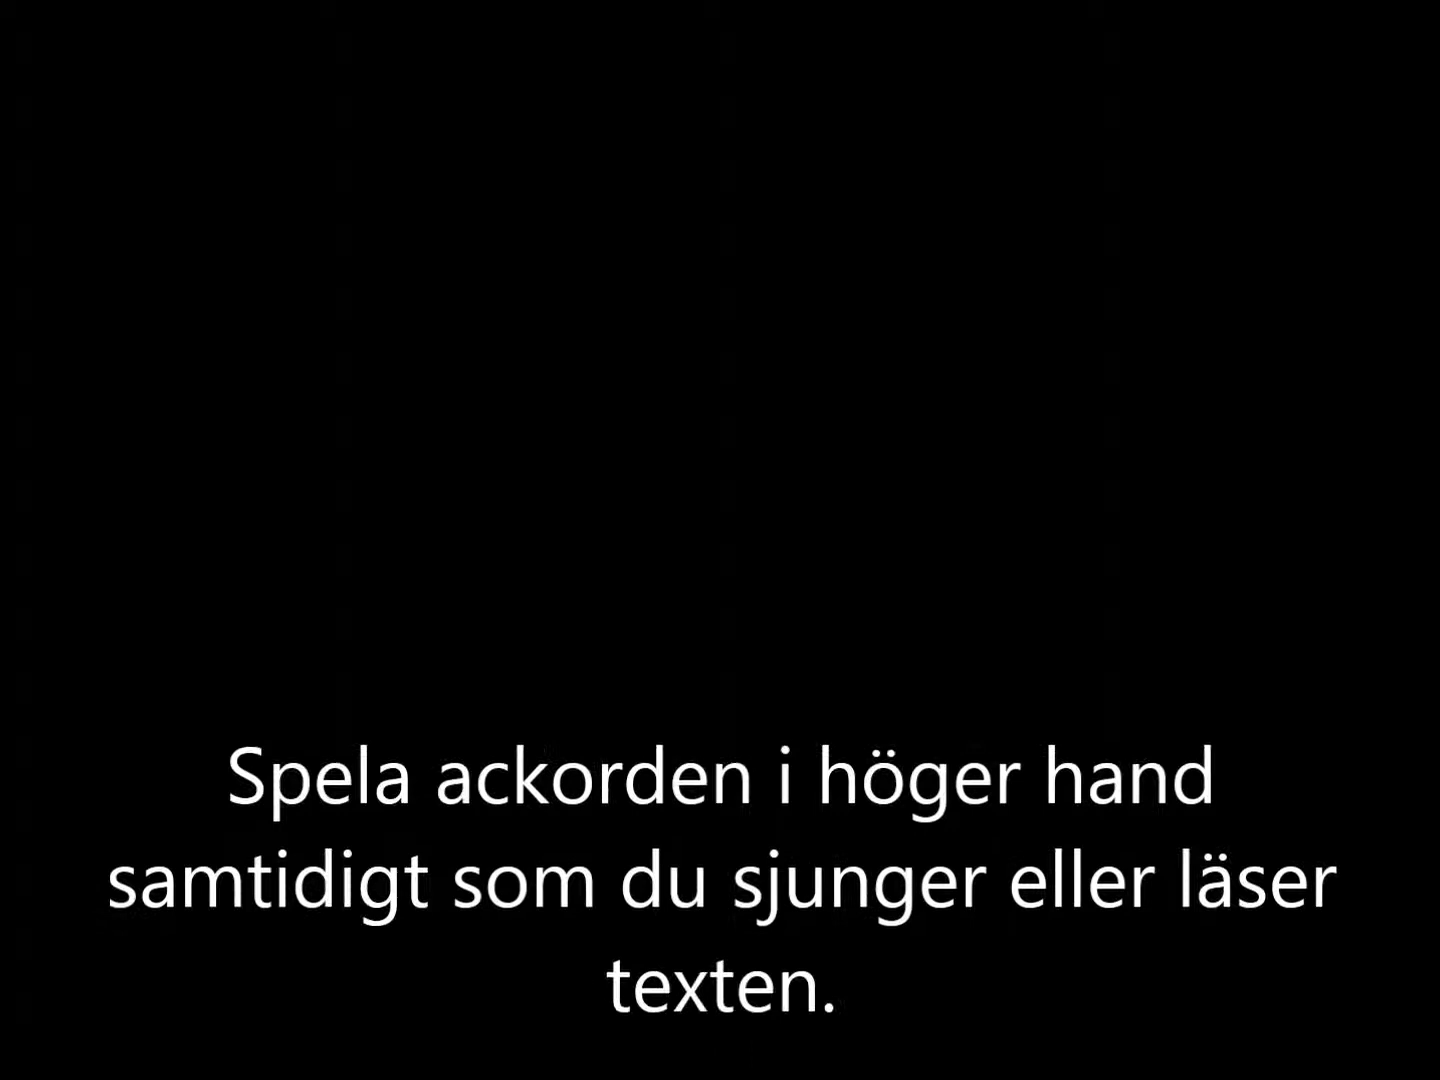 Spela ackorden i höger hand
samtidigt som du sjunger eller läser
texten.